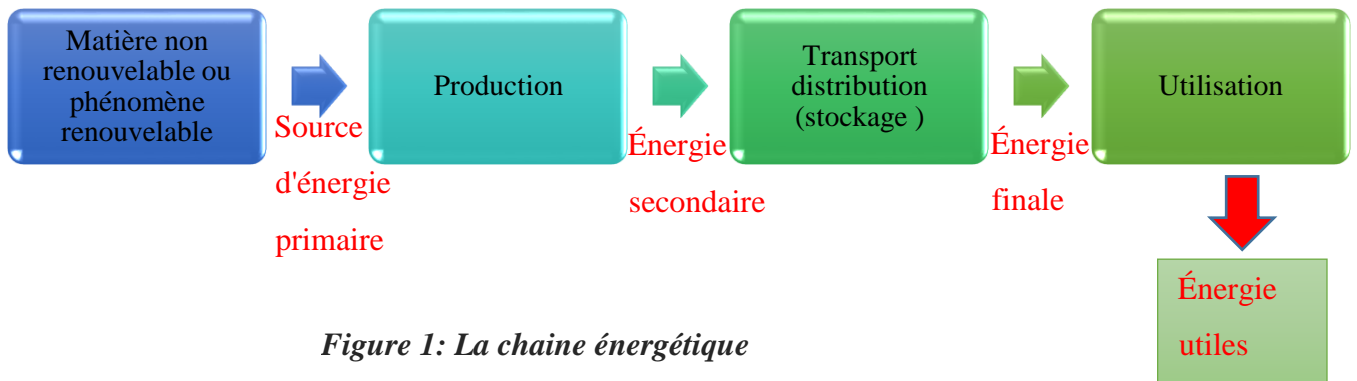 Matière non
renouvelable ou
phénomène
renouvelable
Source
d'énergie
primaire
Production
Énergie
secondaire
Transport
distribution
(stockage )
Énergie
finale
Utilisation
Énergie
utiles
Figure 1: La chaine énergétique